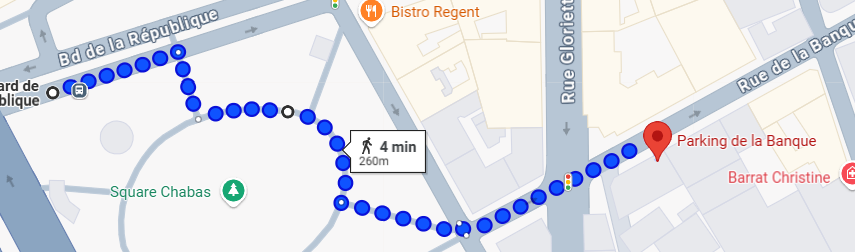 Bistro Regent
Bd de la République
Rue Gloriett
Rue de la Banqu
ard de
blique
4 min
260m
Parking de la Banque
Barrat Christine
Square Chabas